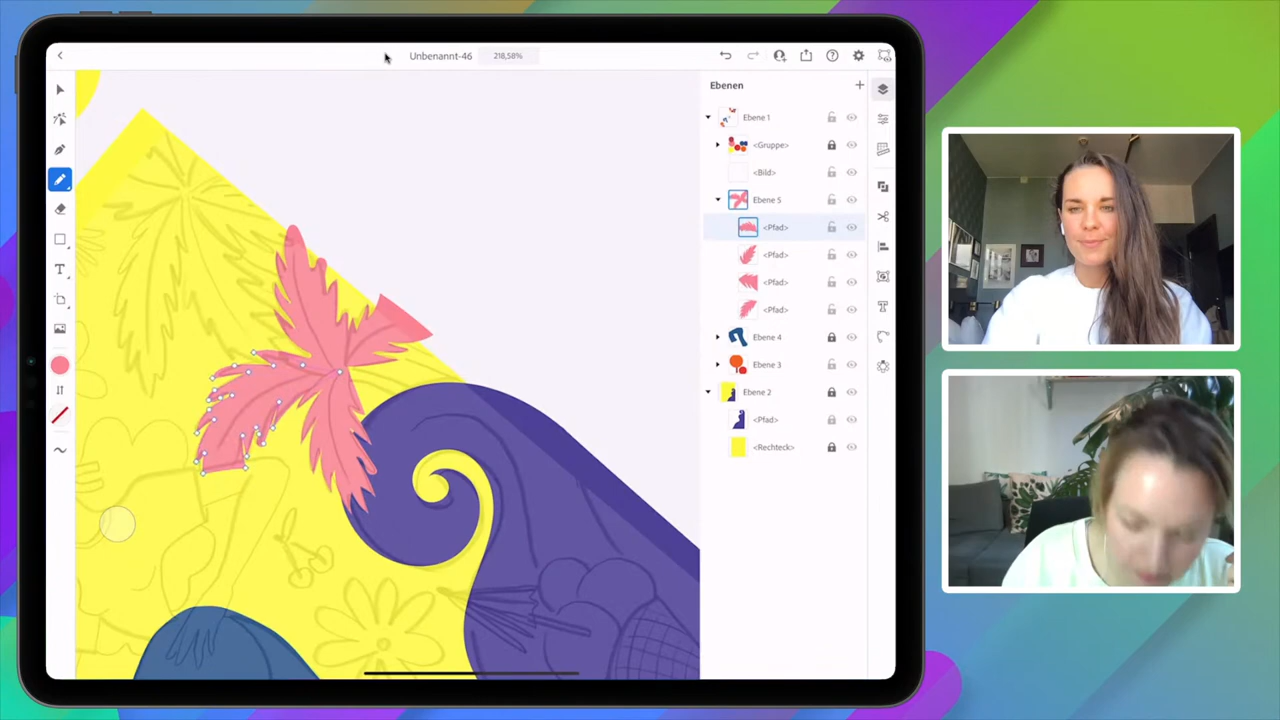 Unbenannt-46
218,58%
Ebenen
Ebene 1
<Gruppe>
<Bild>
Ebene 5
<Pfad>
<Pfad>
<Pfad>
<Pfad>
Ebene 4
Ebene 3
Ebene 2
<Pfad>
<Rechteck>